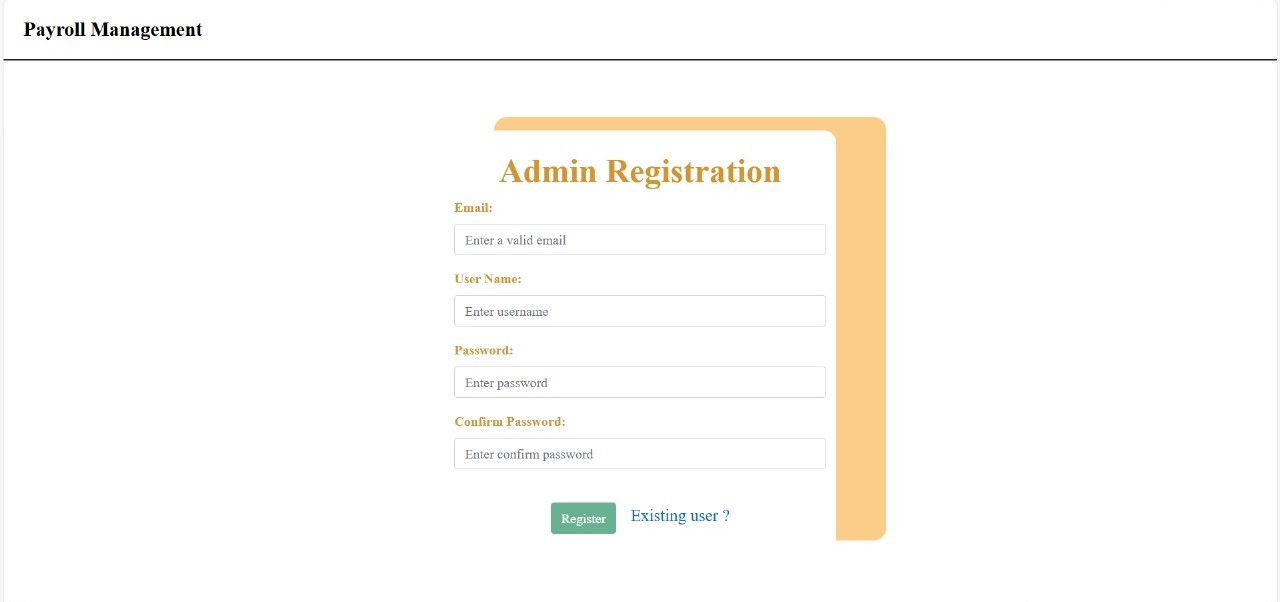 Payroll Management
Admin Registration
Email:
Enter a valid email
User Name:
Enter username
Password:
Enter password
Confirm Password:
Enter confirm password
Register Existing user ?